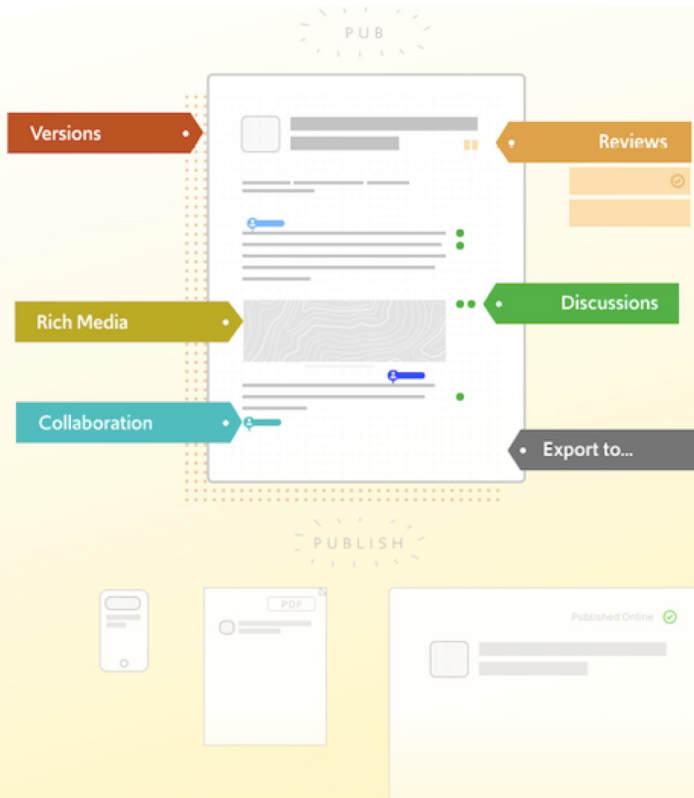 PUB
Versions
Reviews
Rich Media
Discussions
Collaboration
Export to...
PUBLISH
PDF
Published Online